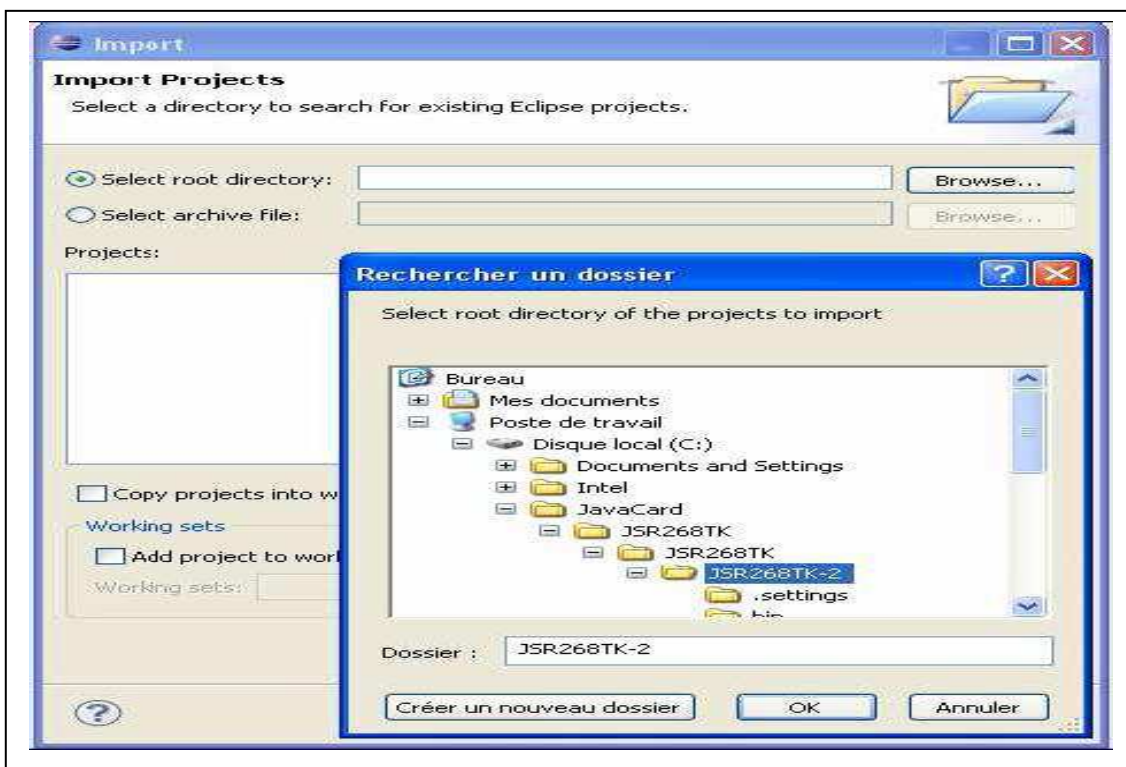 Import
Import Projects
Select a directory to search for existing Eclipse projects.
Select root directory:
Browse...
Select archive file:
Browse...
Projects:
Copy projects into w
Working sets
Add project to work
Working sets:
Rechercher un dossier
Select root directory of the projects to import
Bureau
Mes documents
Poste de travail
Disque local (C:)
Documents and Settings
Intel
JavaCard
JSR268TK
JSR268TK
JSR268TK-2
.settings
bin
Dossier :
JSR268TK-2
Créer un nouveau dossier
OK
Annuler